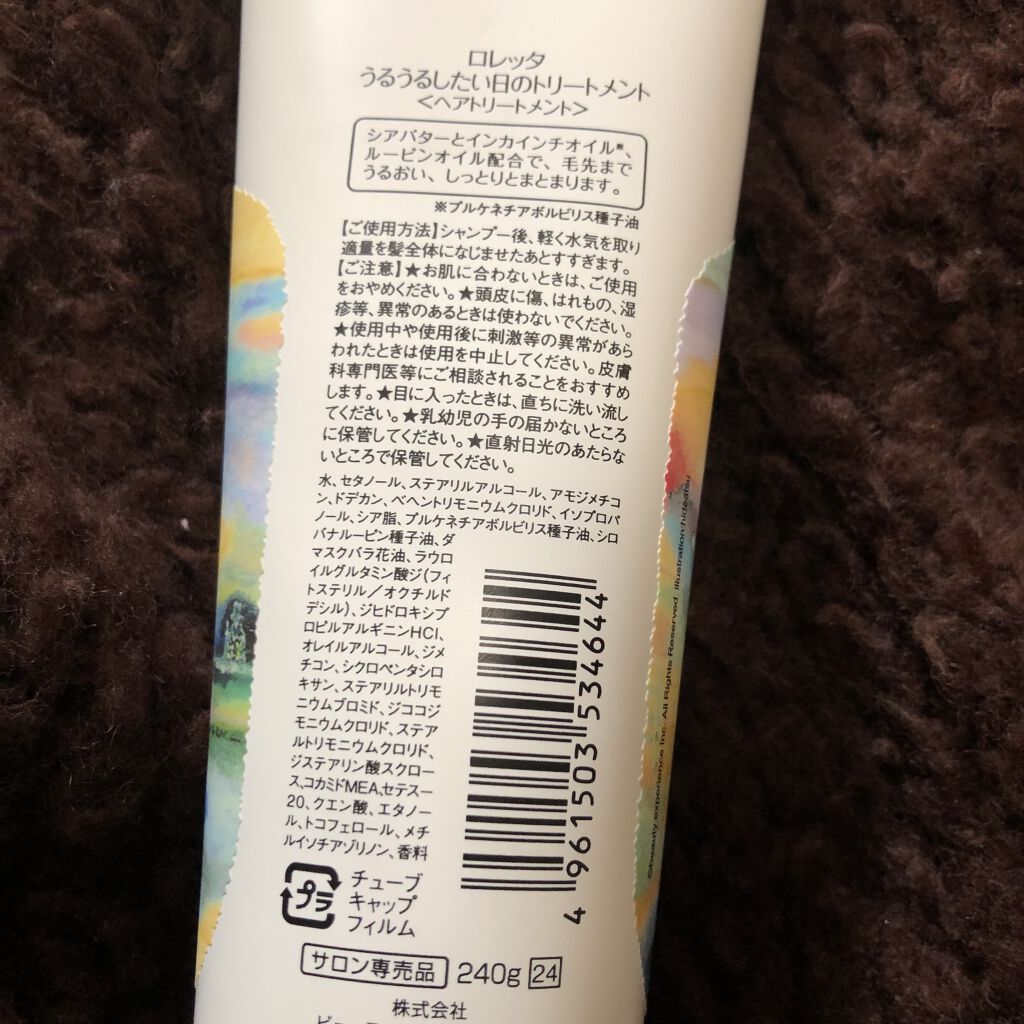 ロレッタ
うるうるしたい日のトリートメント
<ヘアトリートメント>
シアバターとインカインチオイル※、
ルーピンオイル配合で、毛先まで
うるおい、しっとりとまとまります。
※プルケネチアボルビリス種子油
【ご使用方法】シャンプー後、軽く水気を取り
適量を髪全体になじませたあとすすぎます。
【ご注意】★お肌に合わないときは、ご使用
をおやめください。★頭皮に傷、はれもの、湿
疹等、異常のあるときは使わないでください。
★使用中や使用後に刺激等の異常があら
われたときは使用を中止してください。皮膚
科専門医等にご相談されることをおすすめ
します。★目に入ったときは、直ちに洗い流し
てください。★乳幼児の手の届かないところ
に保管してください。★直射日光のあたらな
いところで保管してください。
水、セタノール、ステアリルアルコール、アモジメチコ
ン、ドデカン、ベヘントリモニウムクロリド、イソプロパ
ノール、シア脂、プルケネチアボルビリス種子油、シロ
バナルーピン種子油、ダ
マスクバラ花油、ラウロ
イルグルタミン酸ジ(フィ
トステリル/オクチルド
デシル)、ジヒドロキシプ
ロピルアルギニンHCl、
オレイルアルコール、ジメ
チコン、シクロペンタシロ
キサン、ステアリルトリモ
ニウムブロミド、ジココジ
モニウムクロリド、ステア
ルトリモニウムクロリド、
ジステアリン酸スクロー
ス、コカミドMEA、セテス-
20、クエン酸、エタノー
ル、トコフェロール、メチ
ルイソチアゾリノン、香料
4 961503 534644
©beauty experience Inc. All Rights Reserved illustration:hideatsu
プラ
チューブ
キャップ
フィルム
サロン専売品 240g 24
株式会社